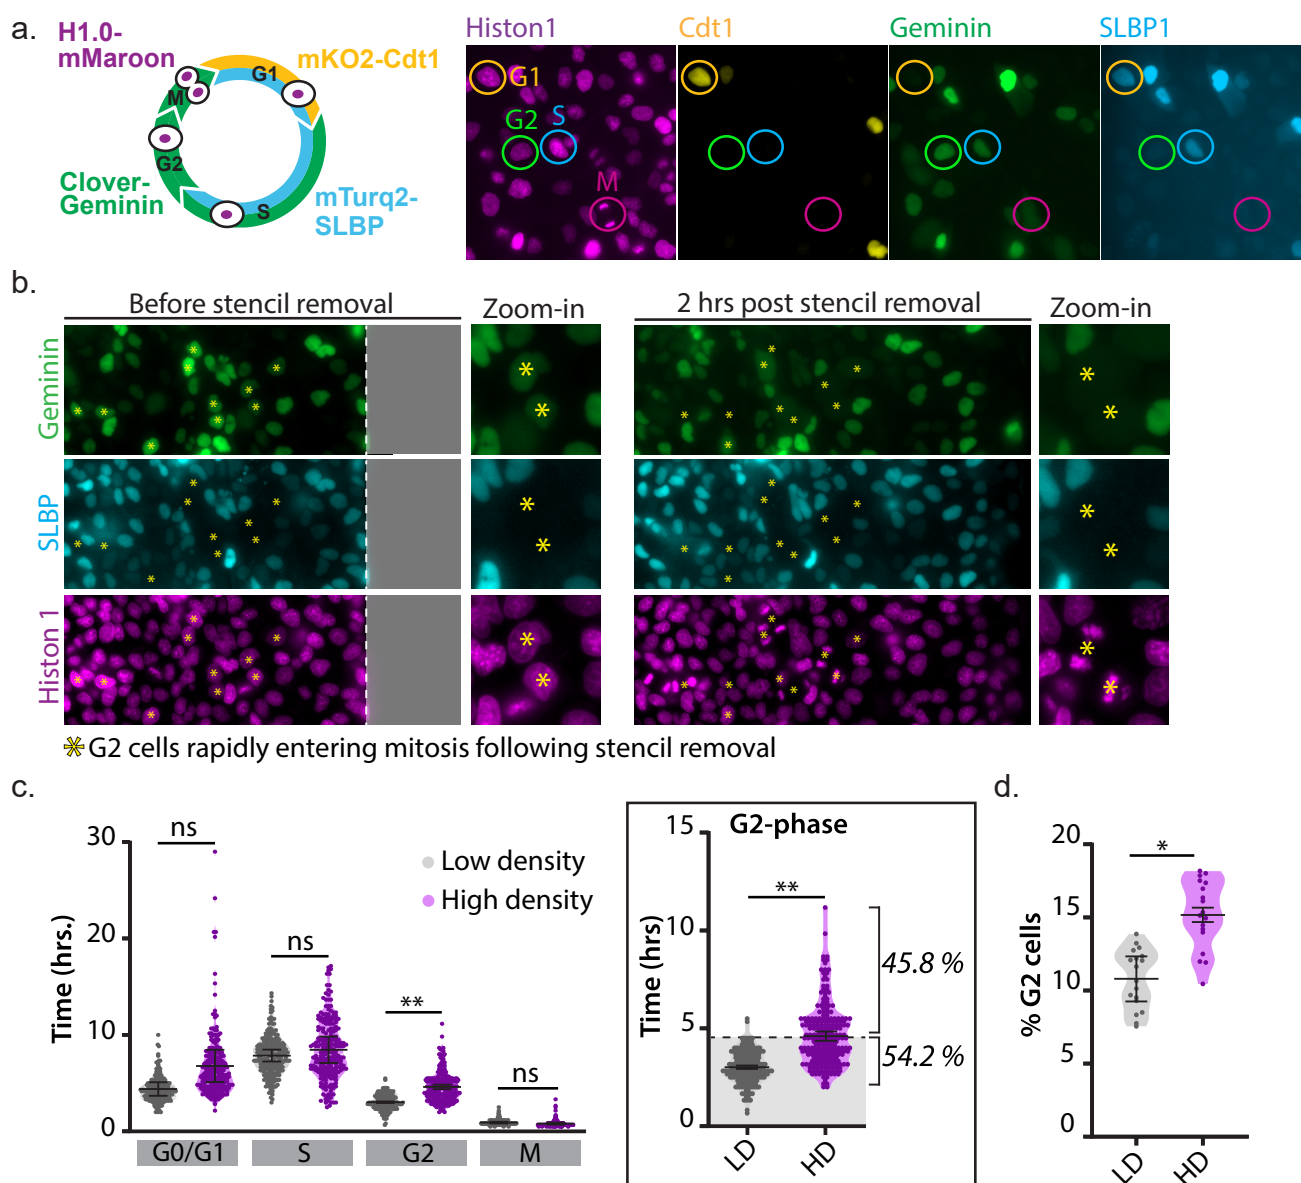 a.
H1.0-
mMaroon
mKO2-Cdt1
G1
M
G2
S
Clover-
Geminin
mTurq2-
SLBP
Histon1
Cdt1
Geminin
SLBP1
G1
G2
S
M
b.
Before stencil removal
Zoom-in
2 hrs post stencil removal
Zoom-in
Geminin
SLBP
Histon 1
* G2 cells rapidly entering mitosis following stencil removal
c.
Time (hrs.)
30
20
10
0
ns
ns
**
ns
Low density
High density
G0/G1
S
G2
M
G2-phase
Time (hrs)
15
10
5
0
**
45.8 %
54.2 %
LD
HD
d.
% G2 cells
20
15
10
5
0
*
LD
HD